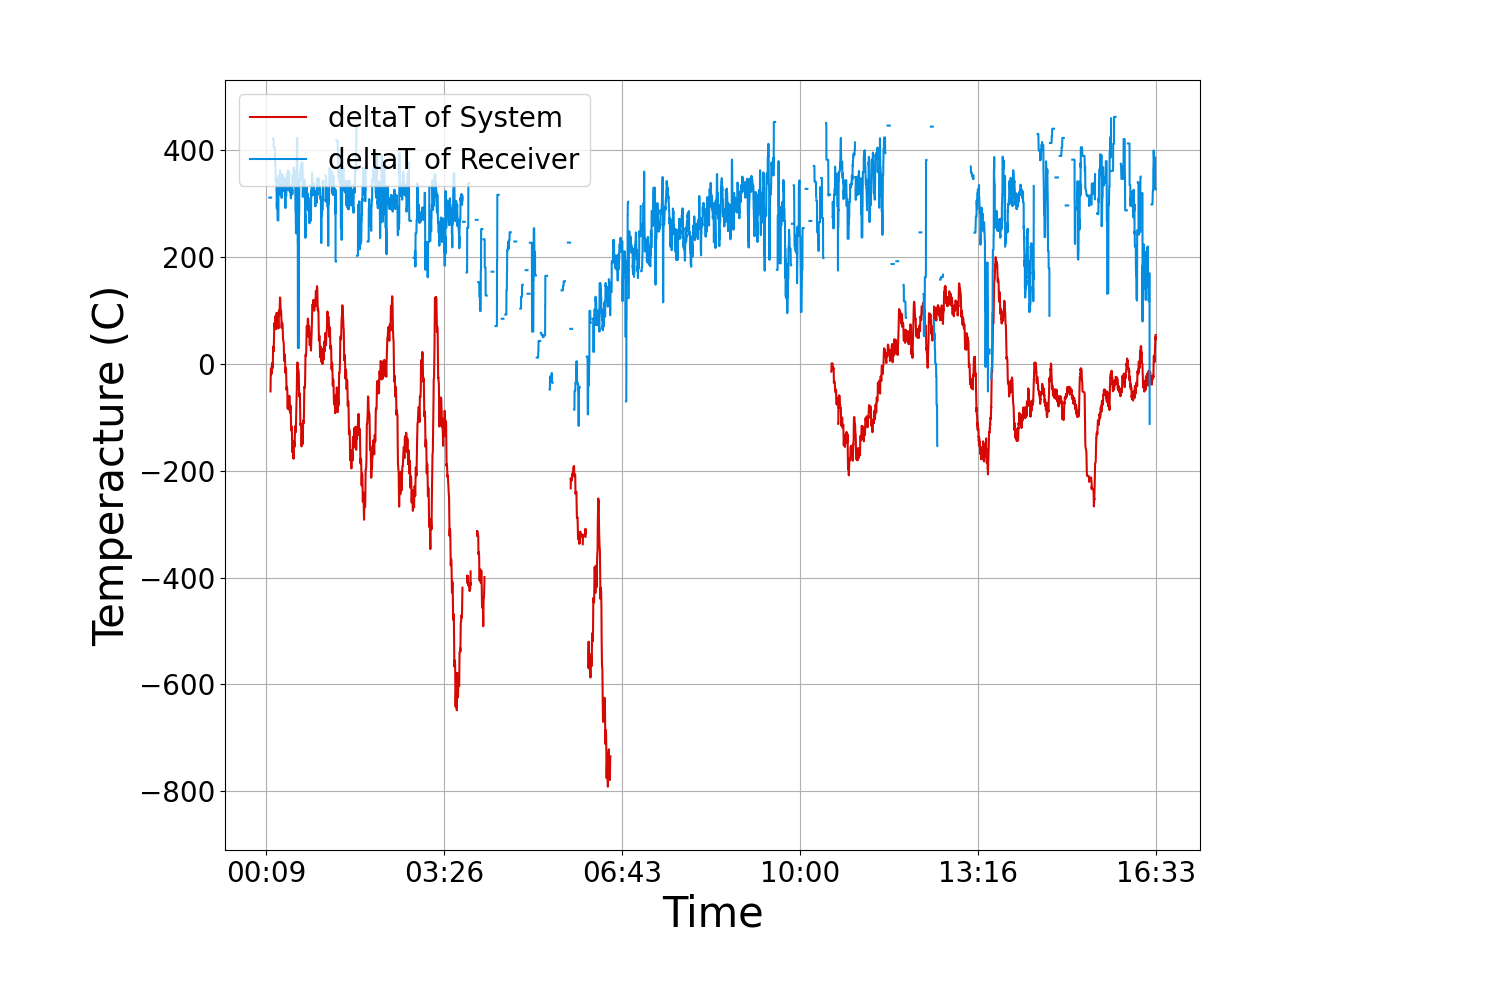 deltaT of System
deltaT of Receiver
400
200
0
−200
−400
−600
−800
Temperacture (C)
00:09 03:26 06:43 10:00 13:16 16:33
Time